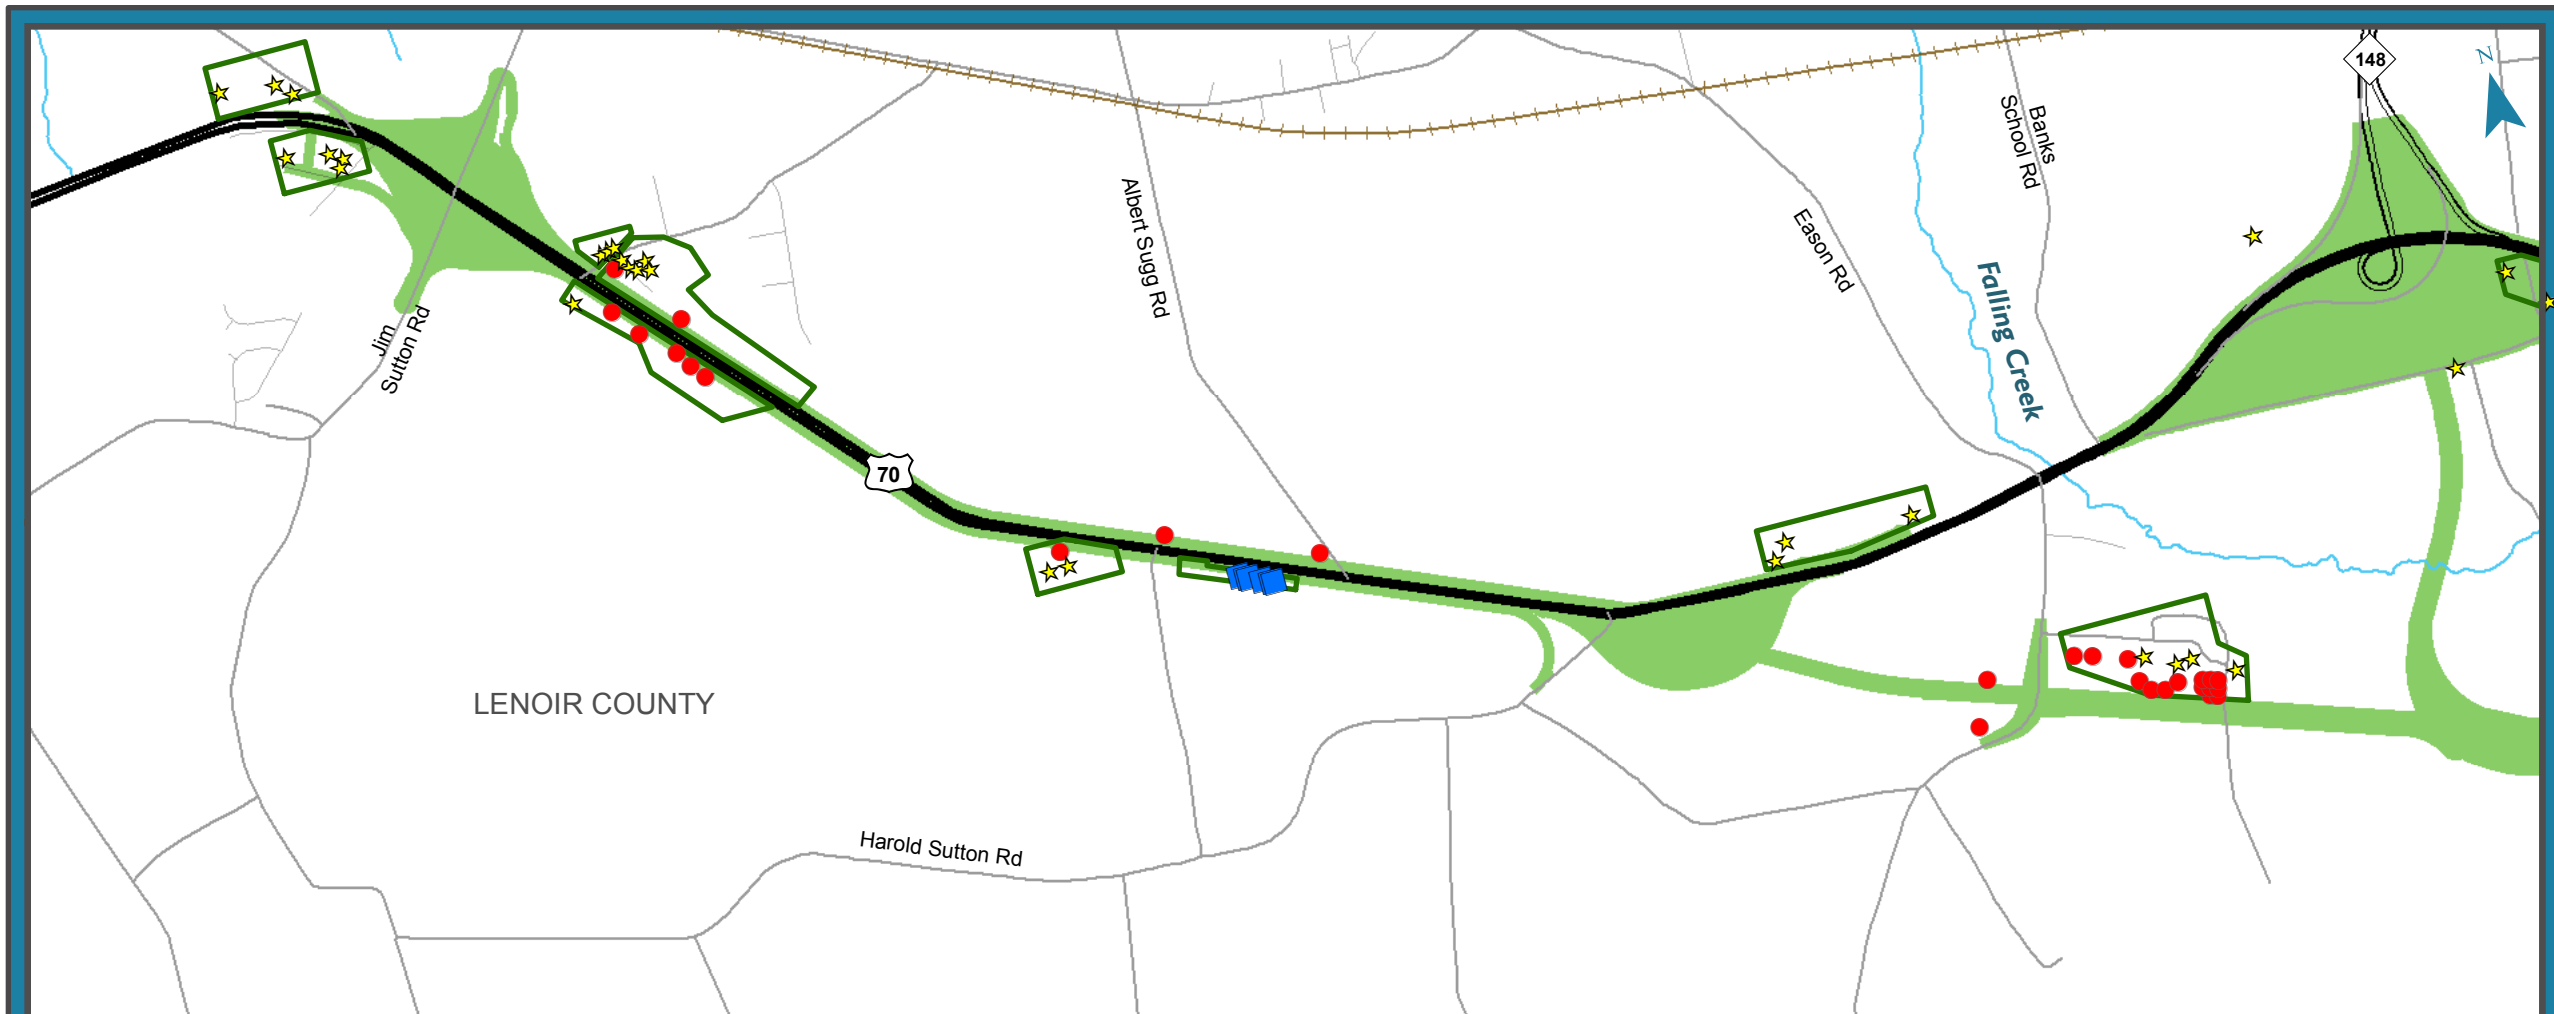 N
148
Banks
School Rd
Albert Sugg Rd
Eason Rd
Falling Creek
Jim
Sutton Rd
70
LENOIR COUNTY
Harold Sutton Rd